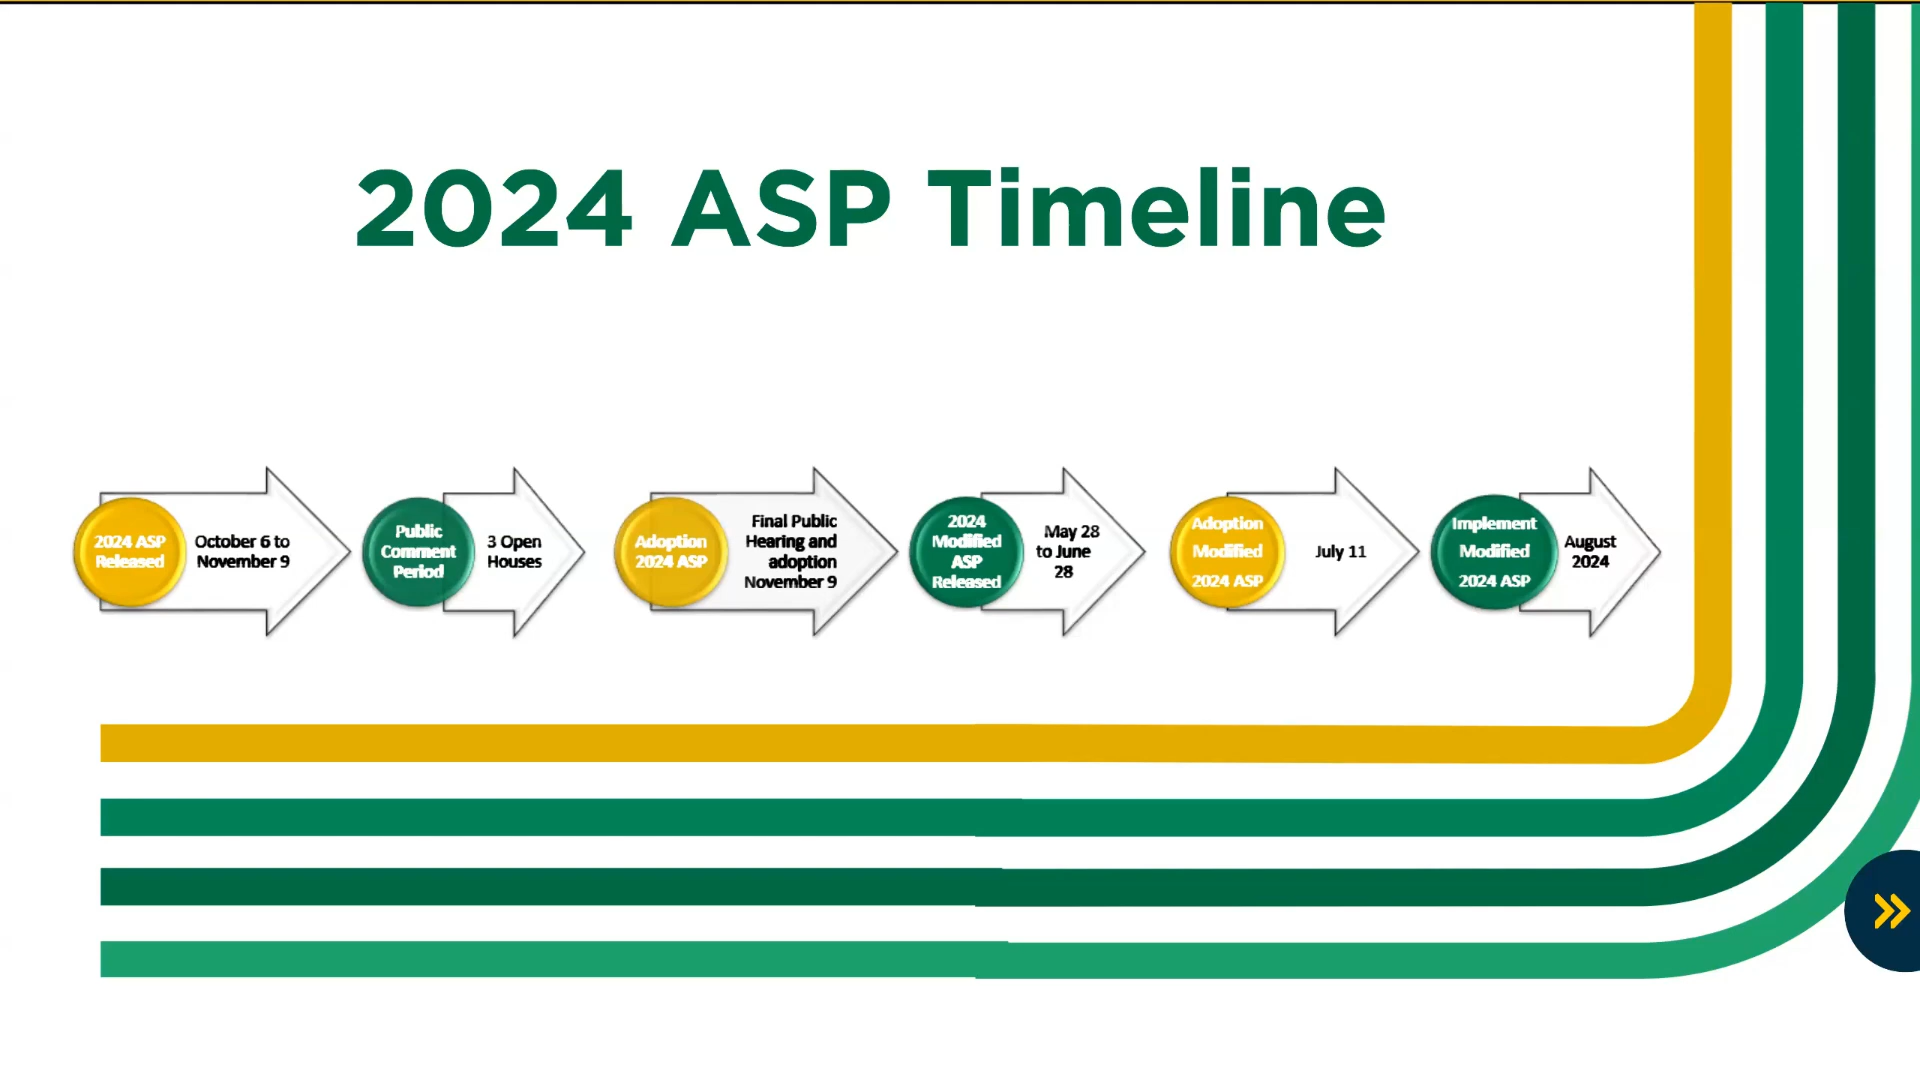 2024 ASP Timeline
2024 ASP
Released
October 6 to
November 9
Public
Comment
Period
3 Open
Houses
Adoption
2024 ASP
Final Public
Hearing and
adoption
November 9
2024
Modified
ASP
Released
May 28
to June
28
Adoption
Modified
2024 ASP
July 11
Implement
Modified
2024 ASP
August
2024